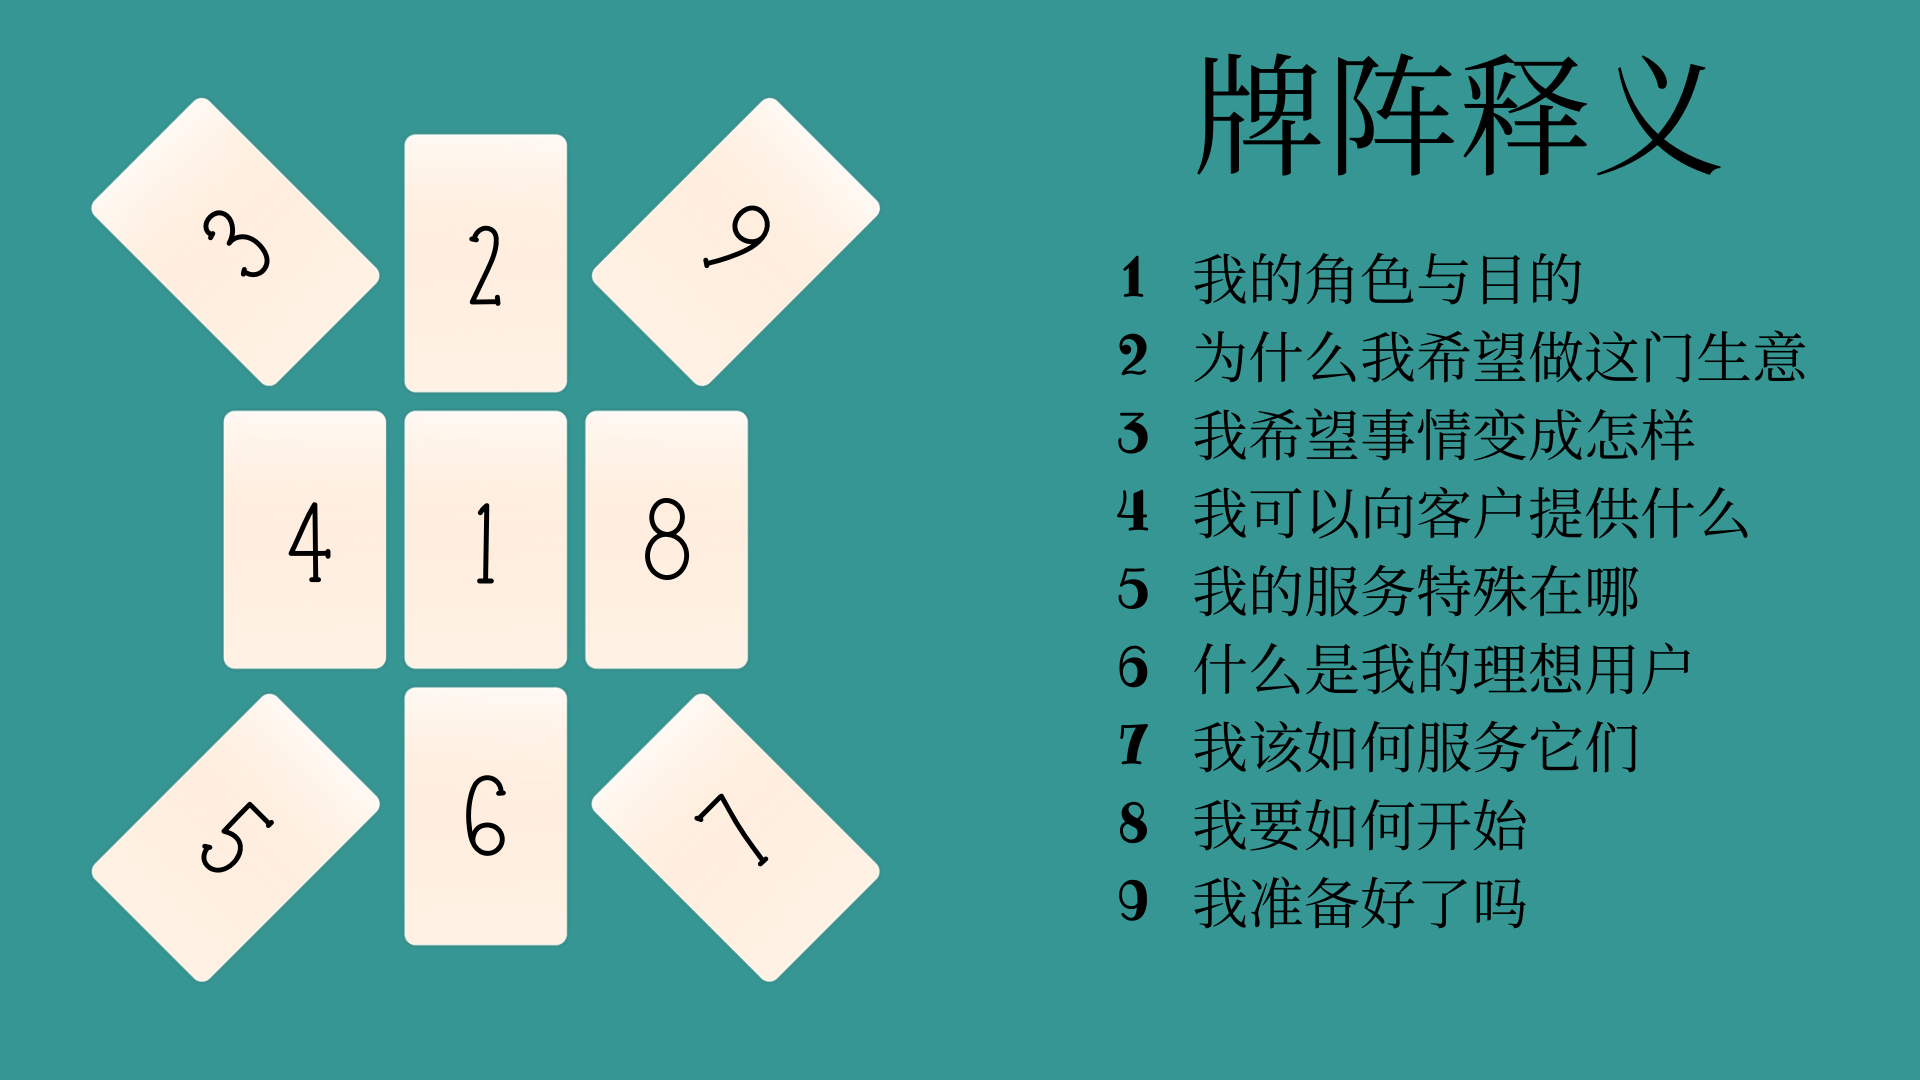 牌阵释义
3
2
9
4
1
8
5
6
7
1 我的角色与目的
2 为什么我希望做这门生意
3 我希望事情变成怎样
4 我可以向客户提供什么
5 我的服务特殊在哪
6 什么是我的理想用户
7 我该如何服务它们
8 我要如何开始
9 我准备好了吗